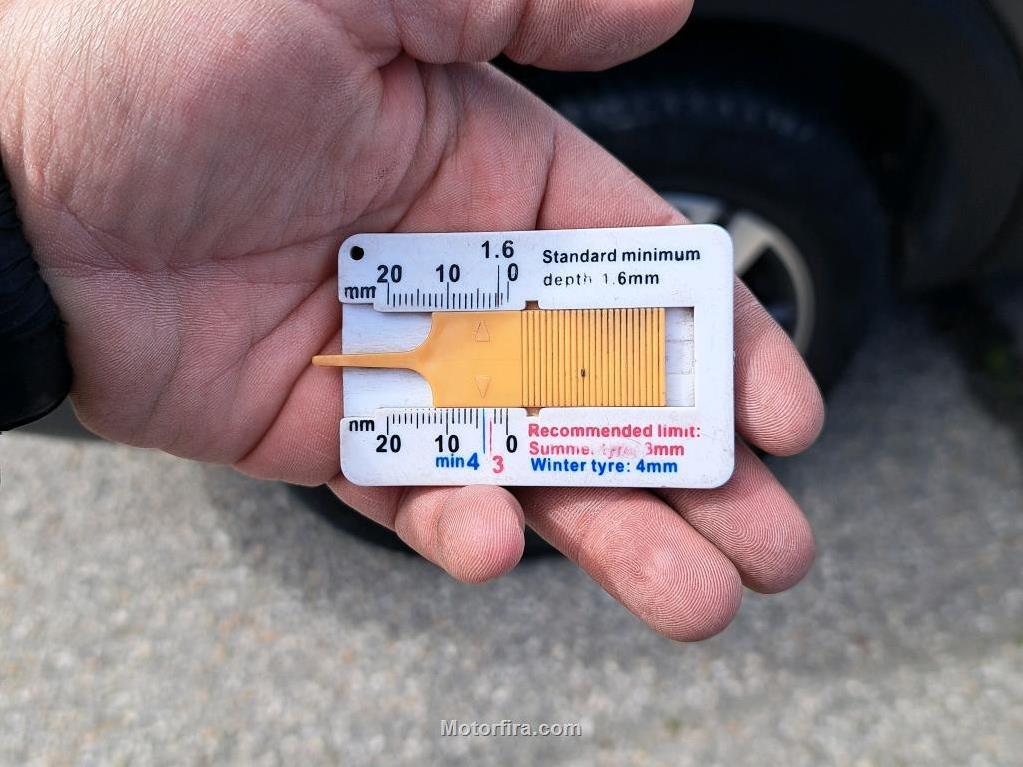 1.6
20 10 0
mm
Standard minimum
depth 1.6mm
nm
20 10 0
min4 3
Recommended limit:
3mm
Winter tyre: 4mm
Motorfira.com